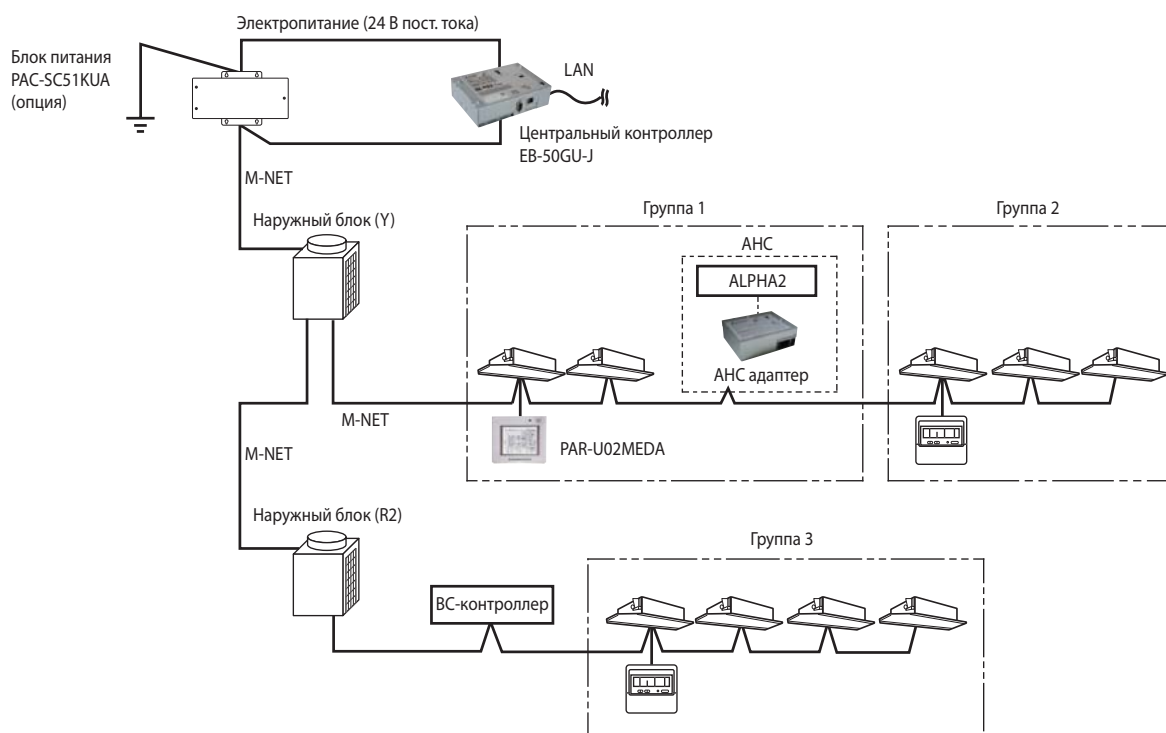 Электропитание (24 В пост. тока)
Блок питания
PAC-SC51KUA
(опция)
LAN
Центральный контроллер
EB-50GU-J
M-NET
Наружный блок (Y)
Группа 1
Группа 2
AHC
ALPHA2
AHC адаптер
M-NET
PAR-U02MEDA
M-NET
Наружный блок (R2)
Группа 3
BC-контроллер